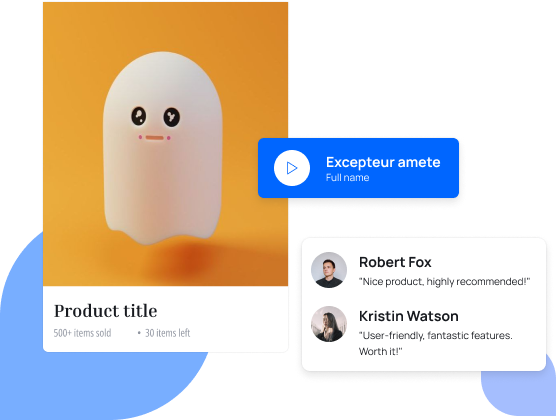 Excepteur amete
Full name
Robert Fox
"Nice product, highly recommended!"
Kristin Watson
"User-friendly, fantastic features.
Worth it!"
Product title
500+ items sold • 30 items left